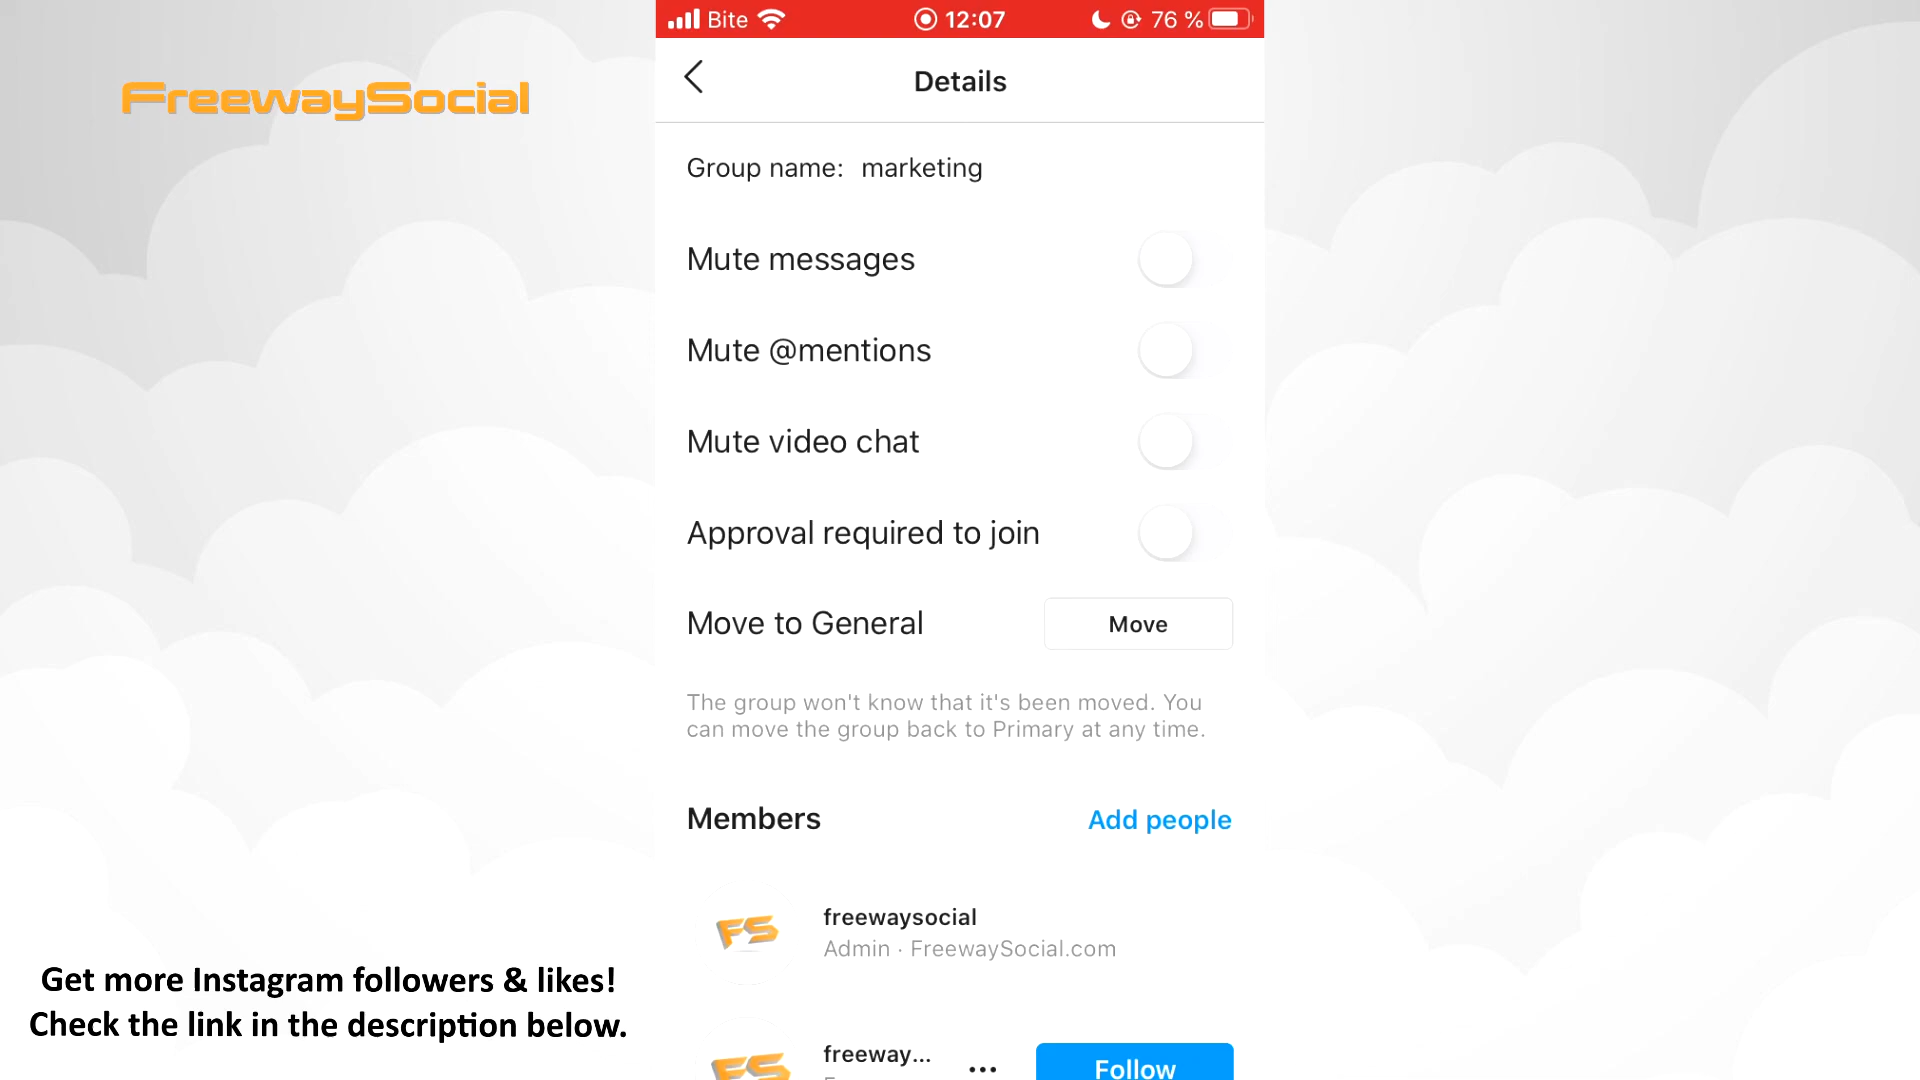 Bite 12:07 76 %
FreewaySocial
Details
Group name: marketing
Mute messages
Mute @mentions
Mute video chat
Approval required to join
Move to General Move
The group won't know that it's been moved. You
can move the group back to Primary at any time.
Members Add people
FS freewaysocial
Admin · FreewaySocial.com
FS freeway... ... Follow
Get more Instagram followers & likes!
Check the link in the description below.